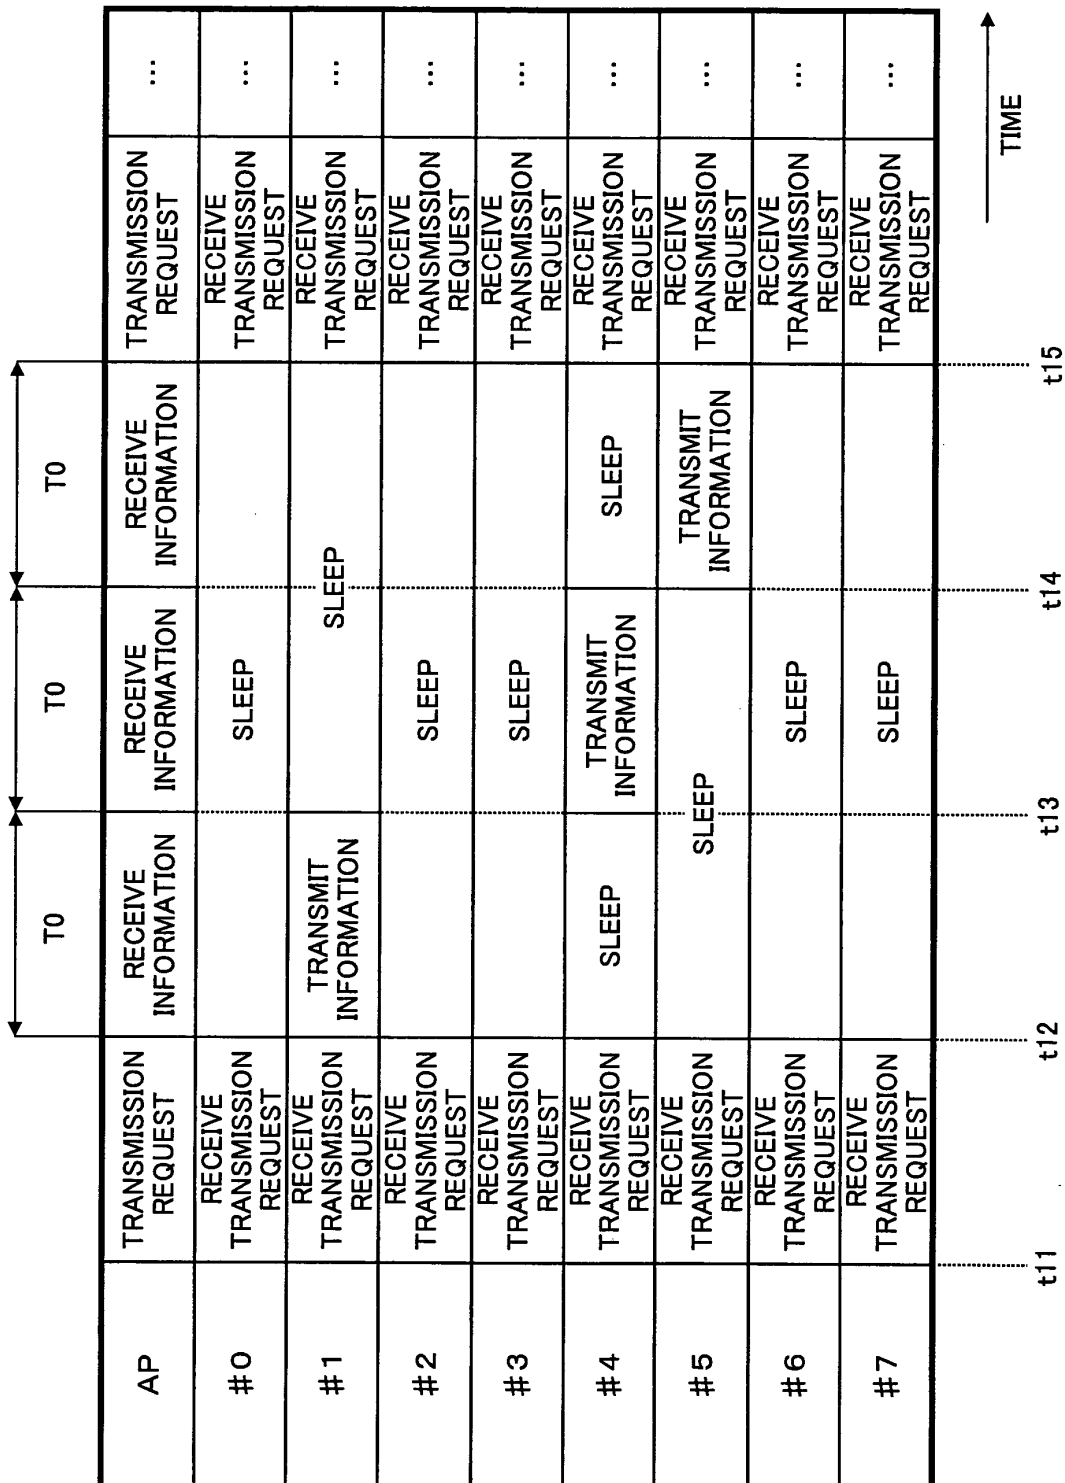 T0
T0
T0
AP
TRANSMISSION
REQUEST
RECEIVE
INFORMATION
RECEIVE
INFORMATION
RECEIVE
INFORMATION
TRANSMISSION
REQUEST
...
#0
RECEIVE
TRANSMISSION
REQUEST
SLEEP
RECEIVE
TRANSMISSION
REQUEST
...
#1
RECEIVE
TRANSMISSION
REQUEST
TRANSMIT
INFORMATION
SLEEP
RECEIVE
TRANSMISSION
REQUEST
...
#2
RECEIVE
TRANSMISSION
REQUEST
SLEEP
RECEIVE
TRANSMISSION
REQUEST
...
#3
RECEIVE
TRANSMISSION
REQUEST
SLEEP
RECEIVE
TRANSMISSION
REQUEST
...
#4
RECEIVE
TRANSMISSION
REQUEST
SLEEP
TRANSMIT
INFORMATION
SLEEP
RECEIVE
TRANSMISSION
REQUEST
...
#5
RECEIVE
TRANSMISSION
REQUEST
SLEEP
TRANSMIT
INFORMATION
RECEIVE
TRANSMISSION
REQUEST
...
#6
RECEIVE
TRANSMISSION
REQUEST
SLEEP
RECEIVE
TRANSMISSION
REQUEST
...
#7
RECEIVE
TRANSMISSION
REQUEST
SLEEP
RECEIVE
TRANSMISSION
REQUEST
...
t11
t12
t13
t14
t15
TIME